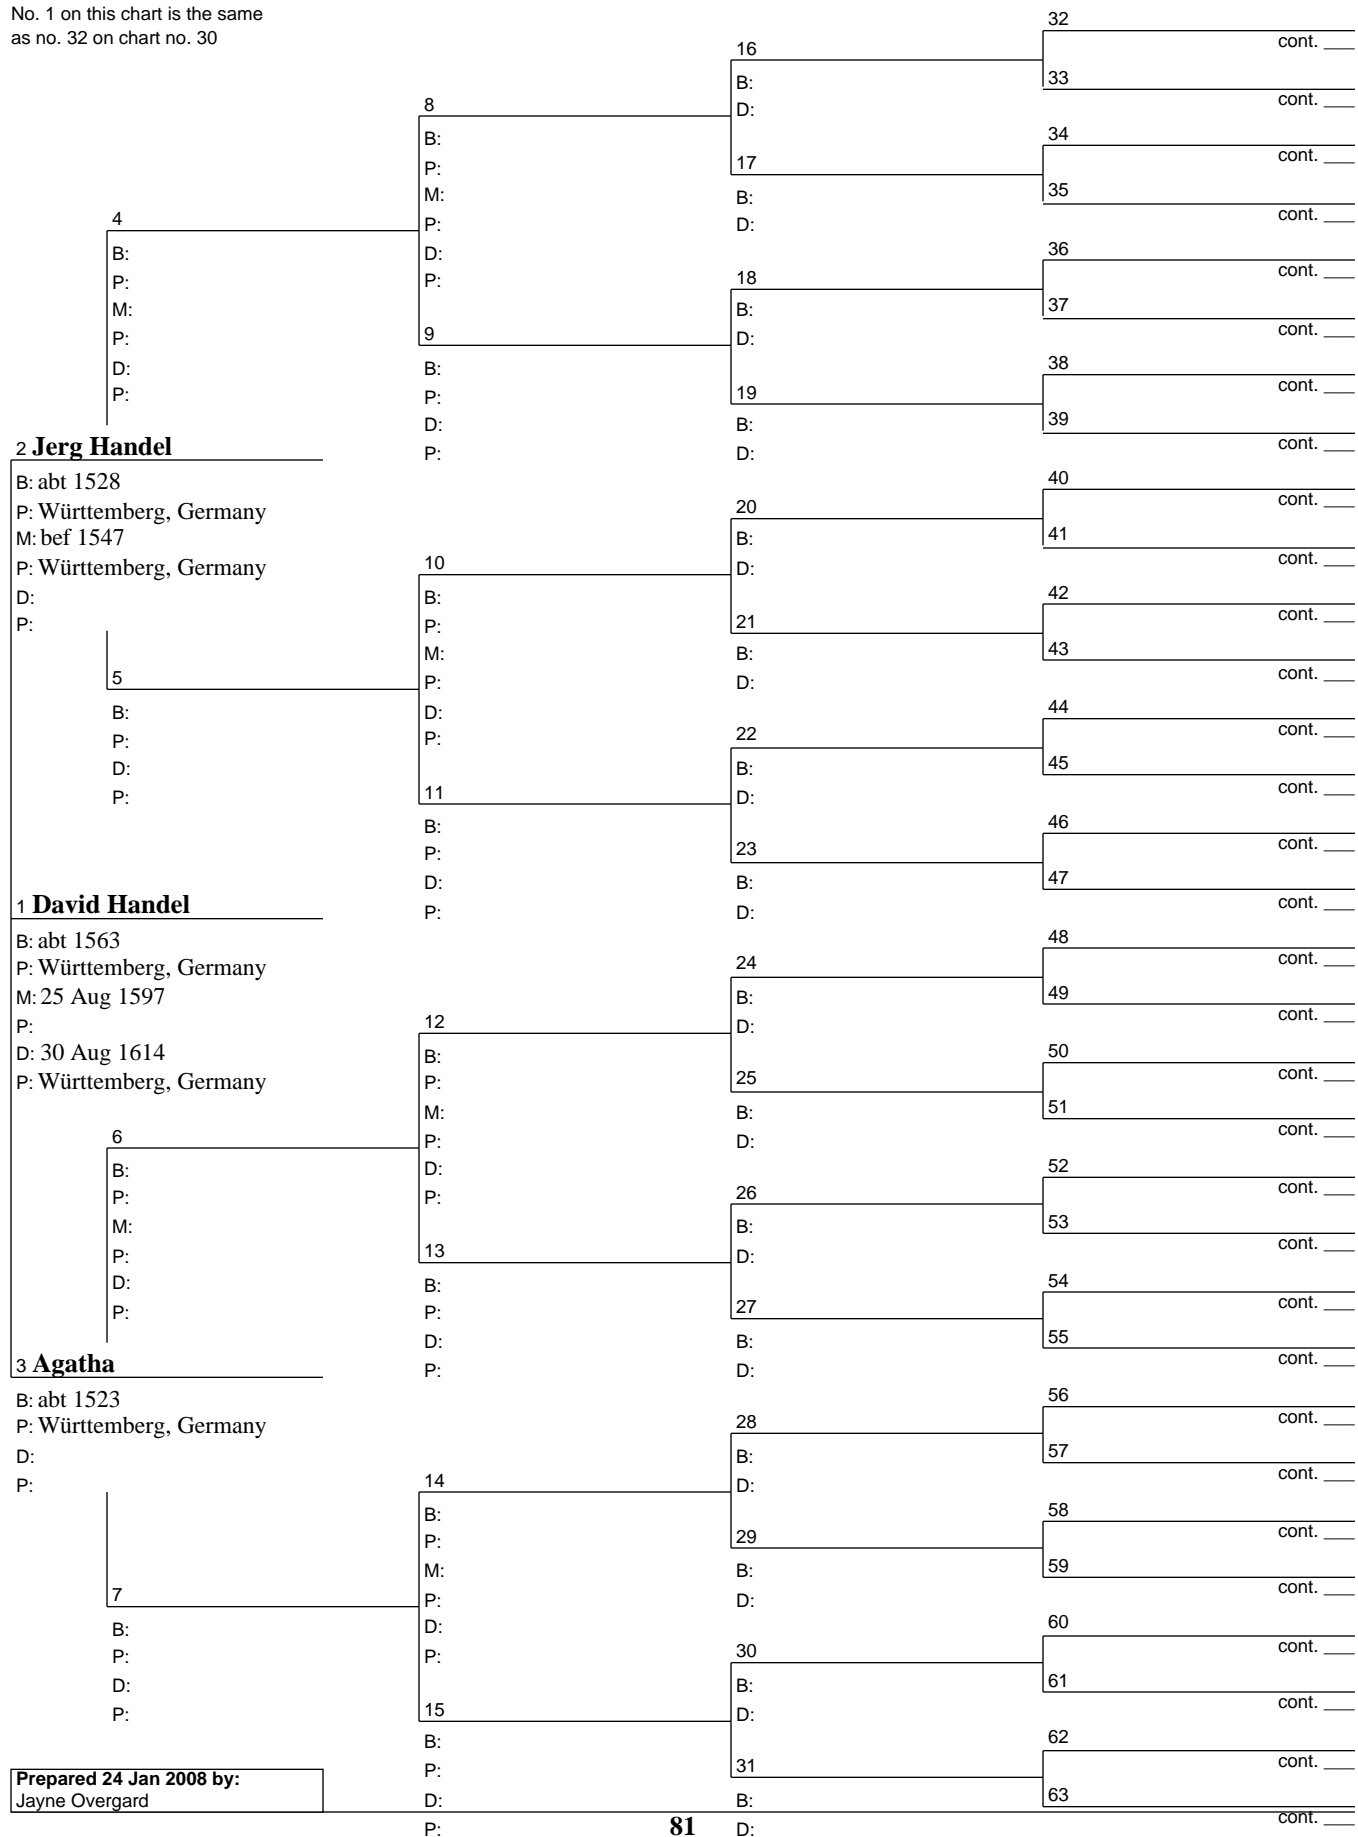 No. 1 on this chart is the same
as no. 32 on chart no. 30
4
B:
P:
M:
P:
D:
P:
2 Jerg Handel
B: abt 1528
P: Württemberg, Germany
M: bef 1547
P: Württemberg, Germany
D:
P:
5
B:
P:
D:
P:
1 David Handel
B: abt 1563
P: Württemberg, Germany
M: 25 Aug 1597
P:
D: 30 Aug 1614
P: Württemberg, Germany
6
B:
P:
M:
P:
D:
P:
3 Agatha
B: abt 1523
P: Württemberg, Germany
D:
P:
7
B:
P:
D:
P:
8
B:
P:
M:
P:
D:
P:
9
B:
P:
D:
P:
10
B:
P:
M:
P:
D:
P:
11
B:
P:
D:
P:
12
B:
P:
M:
P:
D:
P:
13
B:
P:
D:
P:
14
B:
P:
M:
P:
D:
P:
15
B:
P:
D:
P:
16
B:
D:
17
B:
D:
18
B:
D:
19
B:
D:
20
B:
D:
21
B:
D:
22
B:
D:
23
B:
D:
24
B:
D:
25
B:
D:
26
B:
D:
27
B:
D:
28
B:
D:
29
B:
D:
30
B:
D:
31
B:
D:
32
cont. ___
33
cont. ___
34
cont. ___
35
cont. ___
36
cont. ___
37
cont. ___
38
cont. ___
39
cont. ___
40
cont. ___
41
cont. ___
42
cont. ___
43
cont. ___
44
cont. ___
45
cont. ___
46
cont. ___
47
cont. ___
48
cont. ___
49
cont. ___
50
cont. ___
51
cont. ___
52
cont. ___
53
cont. ___
54
cont. ___
55
cont. ___
56
cont. ___
57
cont. ___
58
cont. ___
59
cont. ___
60
cont. ___
61
cont. ___
62
cont. ___
63
cont. ___
Prepared 24 Jan 2008 by:
Jayne Overgard
81